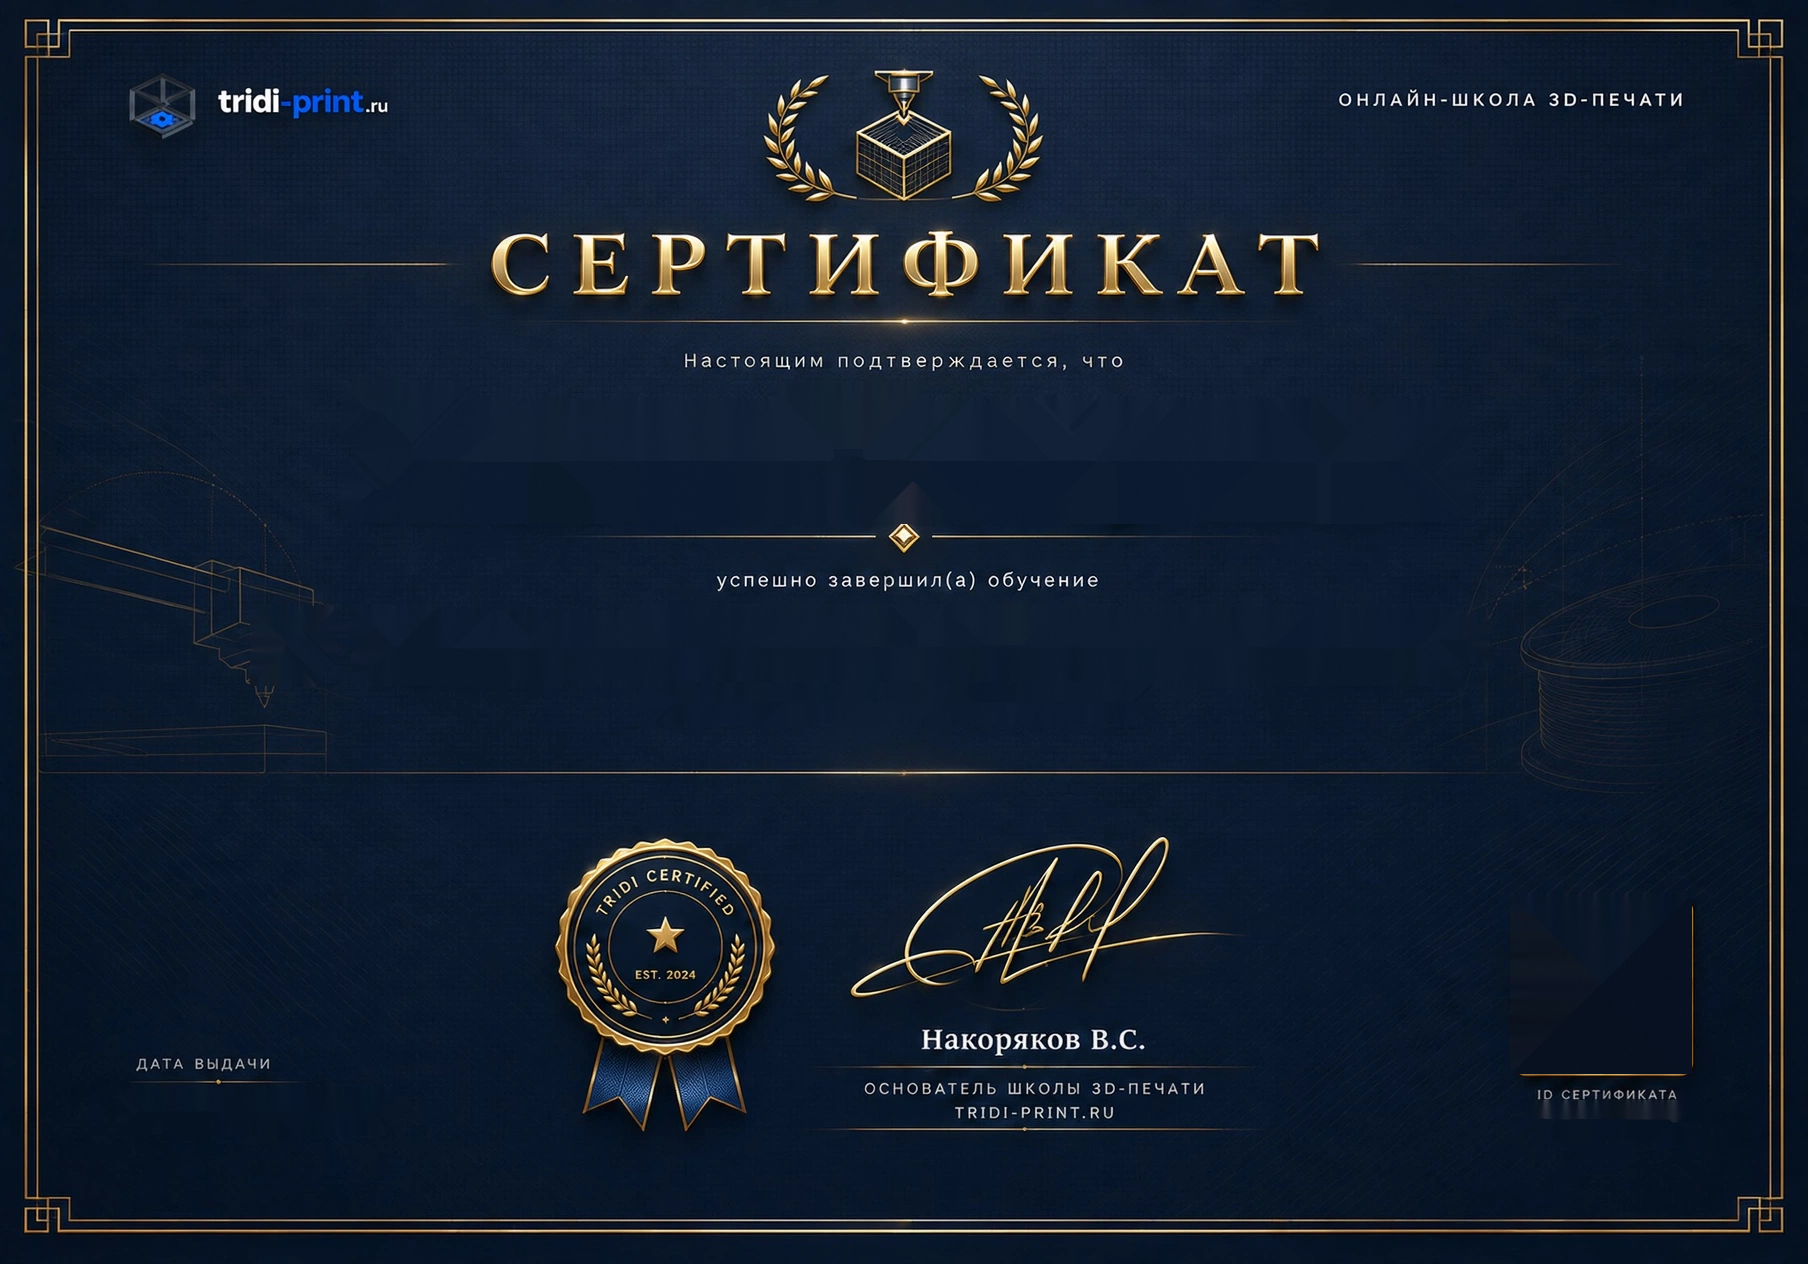 tridi-print.ru
ОНЛАЙН-ШКОЛА 3D-ПЕЧАТИ
СЕРТИФИКАТ
Настоящим подтверждается, что
успешно завершил(а) обучение
TRIDI CERTIFIED
EST. 2024
Накоряков В.С.
ОСНОВАТЕЛЬ ШКОЛЫ 3D-ПЕЧАТИ
TRIDI-PRINT.RU
ДАТА ВЫДАЧИ
ID СЕРТИФИКАТА